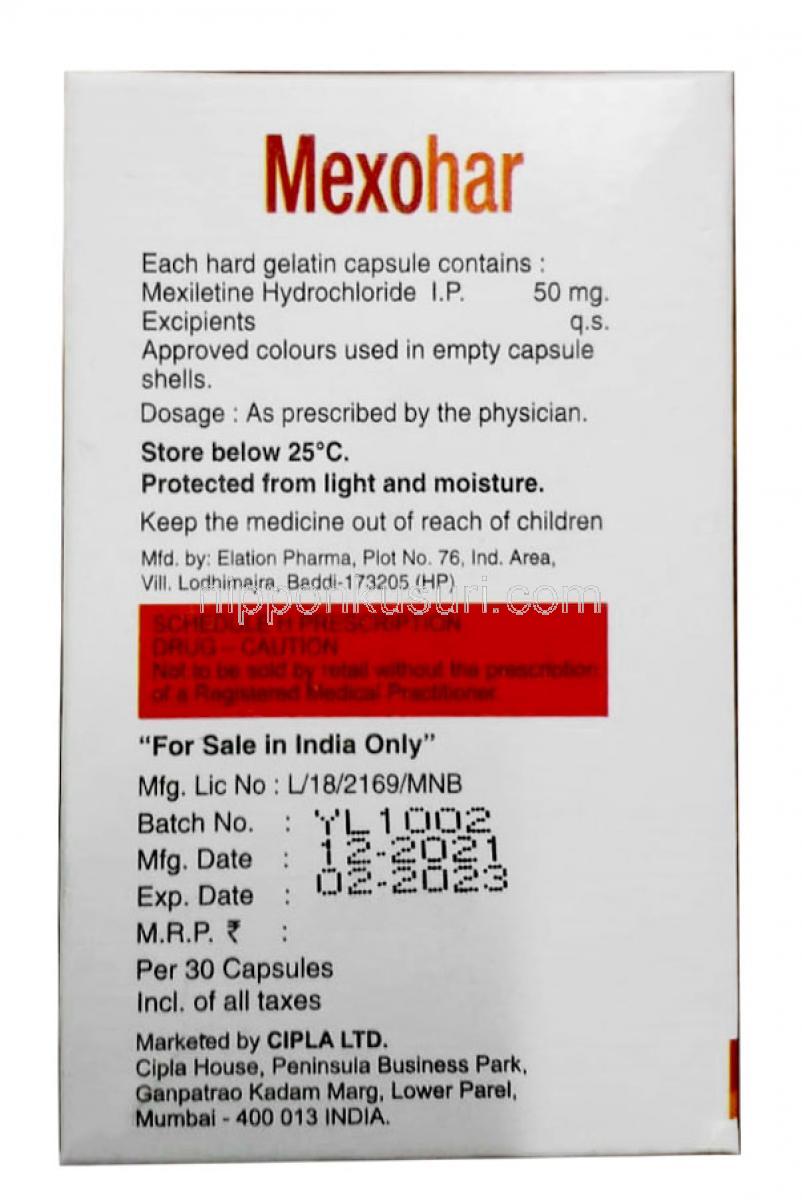 Mexohar
Each hard gelatin capsule contains :
Mexiletine Hydrochloride I.P. 50 mg.
Excipients q.s.
Approved colours used in empty capsule
shells.
Dosage : As prescribed by the physician.
Store below 25°C.
Protected from light and moisture.
Keep the medicine out of reach of children
Mfd. by: Elation Pharma, Plot No. 76, Ind. Area,
Vill. Lodhimajra, Baddi-173205 (HP)
nipponkusuri.com
SCHEDULE H PRESCRIPTION
DRUG – CAUTION
Not to be sold by retail without the prescription
of a Registered Medical Practitioner
“For Sale in India Only”
Mfg. Lic No : L/18/2169/MNB
Batch No. : YL1002
Mfg. Date : 12-2021
Exp. Date : 02-2023
M.R.P. ₹ :
Per 30 Capsules
Incl. of all taxes
Marketed by CIPLA LTD.
Cipla House, Peninsula Business Park,
Ganpatrao Kadam Marg, Lower Parel,
Mumbai - 400 013 INDIA.